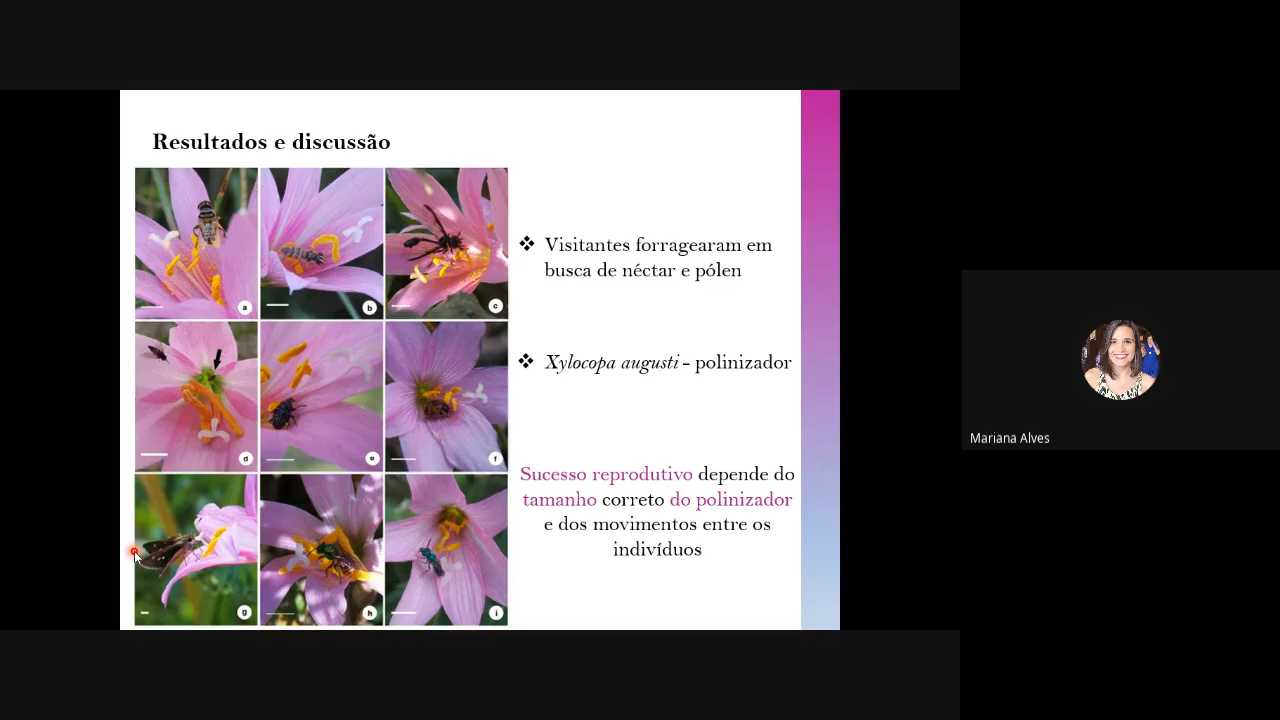 Resultados e discussão
a
b
c
d
e
f
g
h
i
❖ Visitantes forragearam em
busca de néctar e pólen
❖ Xylocopa augusti - polinizador
Sucesso reprodutivo depende do
tamanho correto do polinizador
e dos movimentos entre os
indivíduos
Mariana Alves